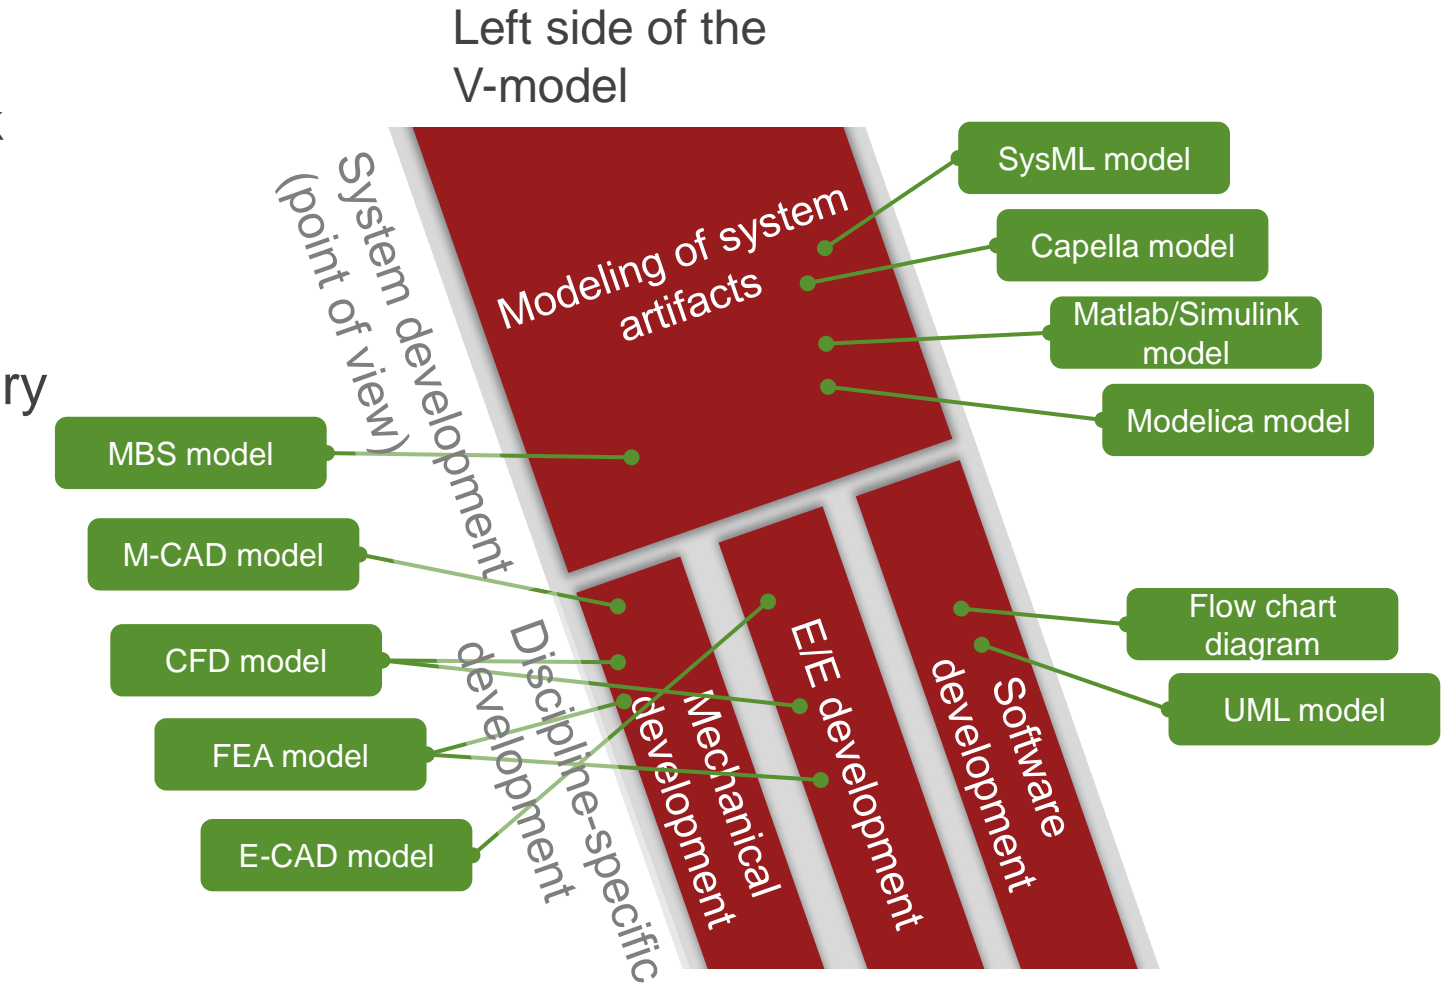 Left side of the
V-model
ry
System development
(point of view)
Modeling of system
artifacts
SysML model
Capella model
Matlab/Simulink
model
Modelica model
MBS model
M-CAD model
CFD model
FEA model
E-CAD model
Discipline-specific
development
Mechanical
development
E/E development
Software
development
Flow chart
diagram
UML model